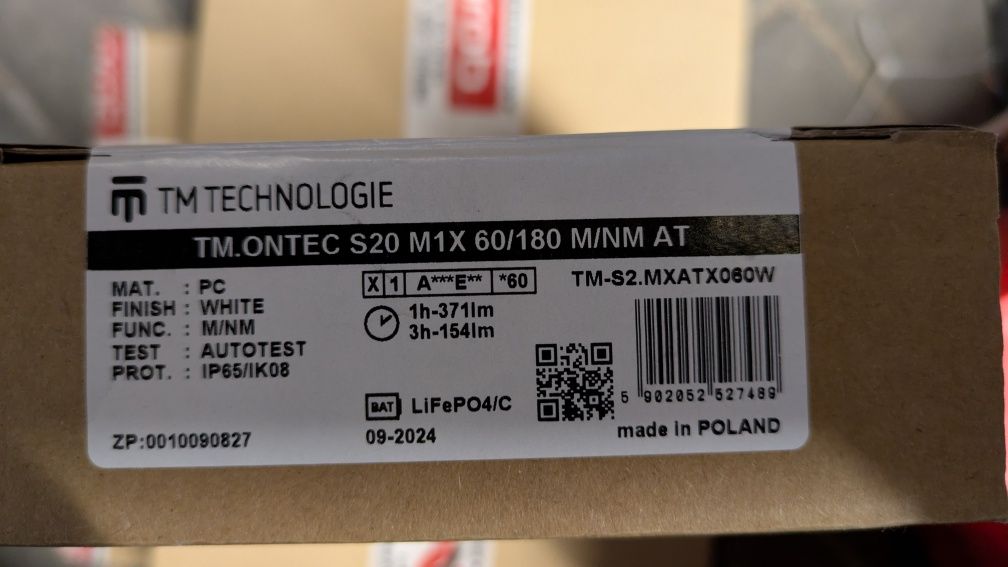 TM TECHNOLOGIE
TM.ONTEC S20 M1X 60/180 M/NM AT
MAT. : PC
FINISH : WHITE
FUNC. : M/NM
TEST : AUTOTEST
PROT. : IP65/IK08
ZP:0010090827
X 1 A***E** *60
1h-371lm
3h-154lm
BAT LiFePO4/C
09-2024
TM-S2.MXATX060W
5 902052 527489
made in POLAND